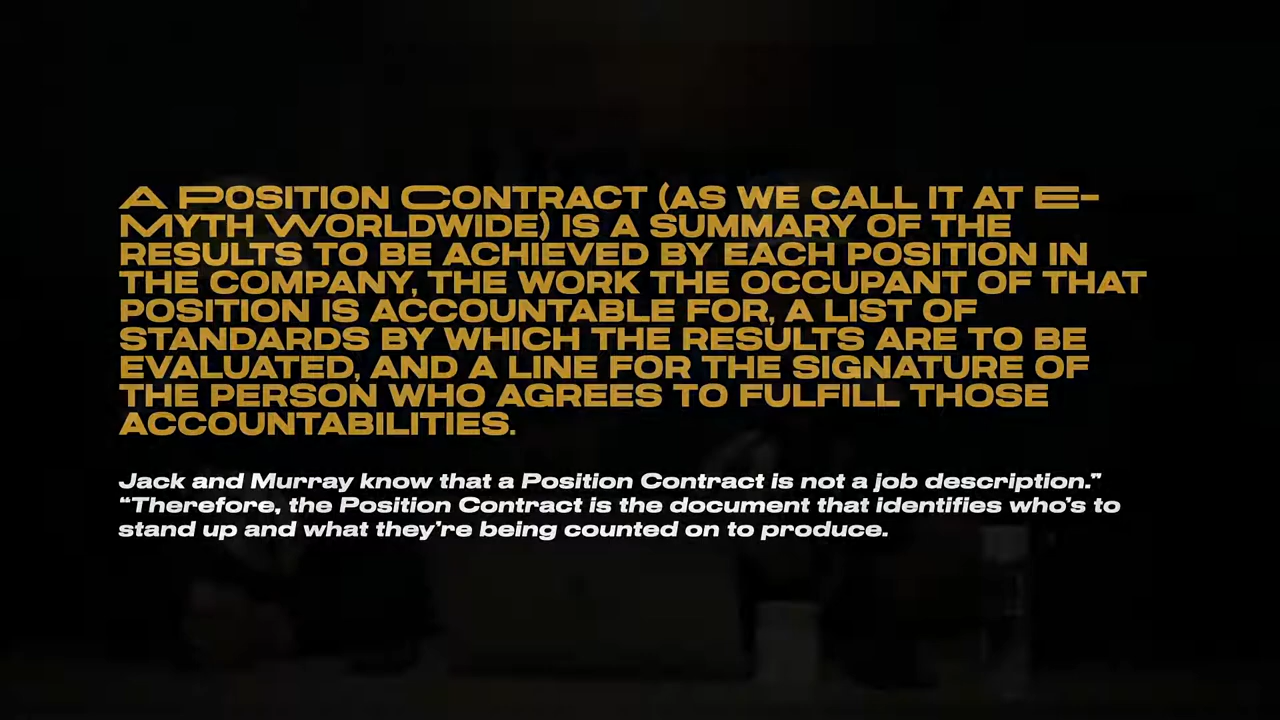 A Position Contract (as we call it at E-
Myth Worldwide) is a summary of the
results to be achieved by each position in
the company, the work the occupant of that
position is accountable for, a list of
standards by which the results are to be
evaluated, and a line for the signature of
the person who agrees to fulfill those
accountabilities.
Jack and Murray know that a Position Contract is not a job description.”
“Therefore, the Position Contract is the document that identifies who’s to
stand up and what they’re being counted on to produce.